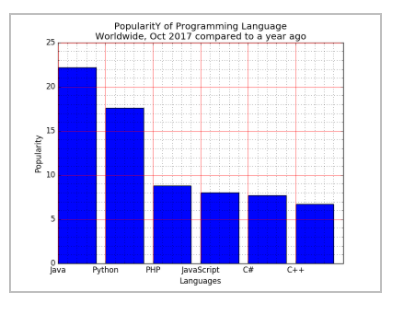 PopularitY of Programming Language
Worldwide, Oct 2017 compared to a year ago
25
20
15
10
5
0
Popularity
Java Python PHP JavaScript C# C++
Languages